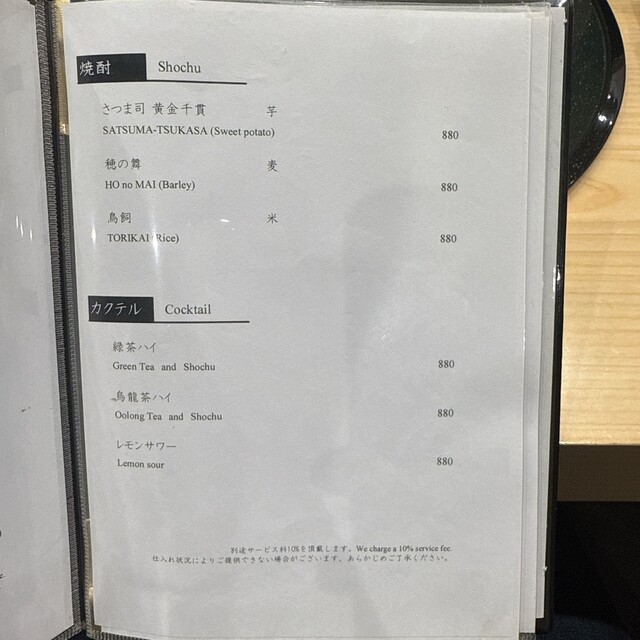 焼酎 Shochu
さつま司 黄金千貫 芋
SATSUMA-TSUKASA (Sweet potato) 880
穂の舞 麦
HO no MAI (Barley) 880
鳥飼 米
TORIKAI (Rice) 880
カクテル Cocktail
緑茶ハイ
Green Tea and Shochu 880
烏龍茶ハイ
Oolong Tea and Shochu 880
レモンサワー
Lemon sour 880
別途サービス料10%を頂戴します。We charge a 10% service fee.
仕入れ状況によりご提供できない場合がございます。あらかじめご了承ください。